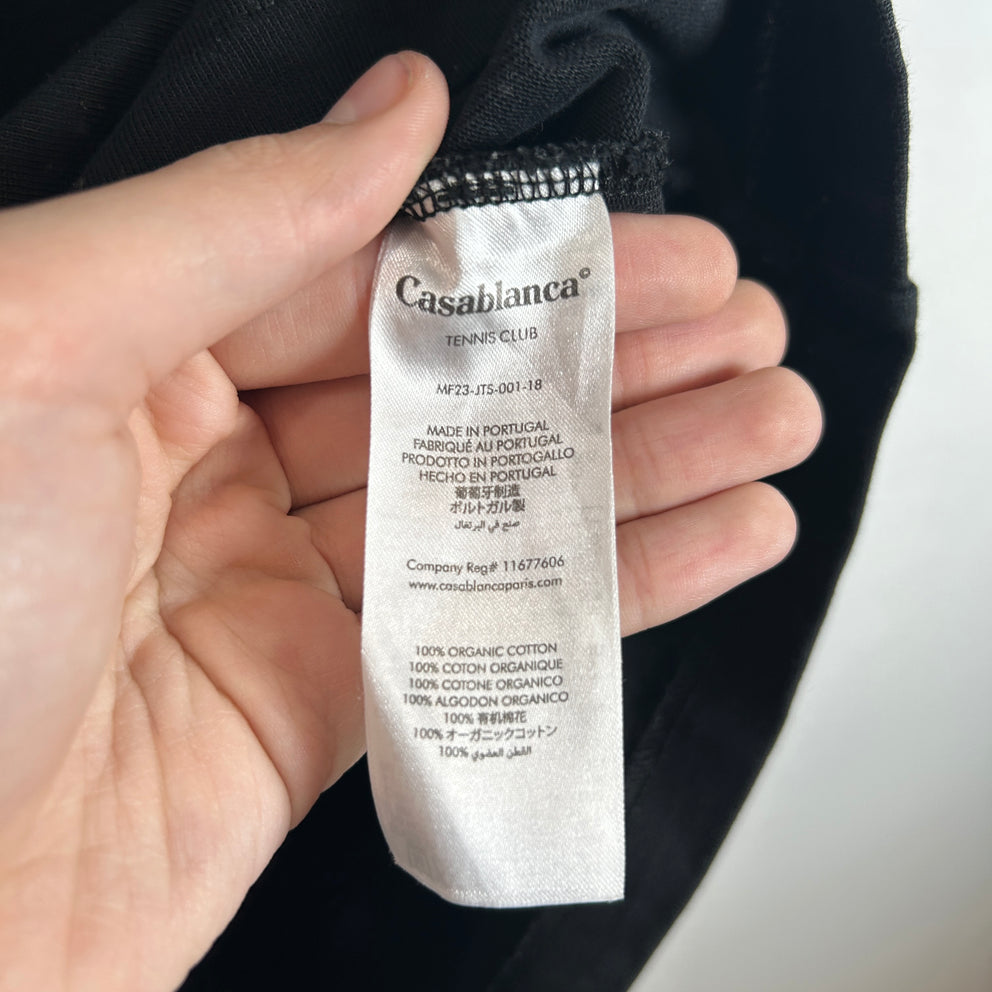 Casablanca©
TENNIS CLUB
MF23-JTS-001-18
MADE IN PORTUGAL
FABRIQUÉ AU PORTUGAL
PRODOTTO IN PORTOGALLO
HECHO EN PORTUGAL
葡萄牙制造
ポルトガル製
صنع في البرتغال
Company Reg# 11677606
www.casablancaparis.com
100% ORGANIC COTTON
100% COTON ORGANIQUE
100% COTONE ORGANICO
100% ALGODON ORGANICO
100% 有机棉花
100% オーガニックコットン
100% القطن العضوي